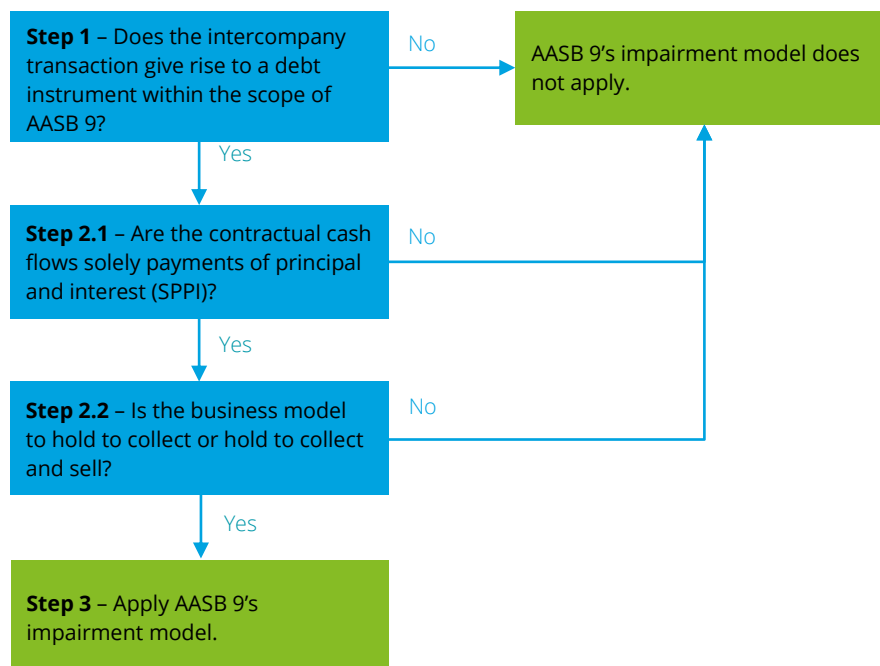 Step 1 – Does the intercompany
transaction give rise to a debt
instrument within the scope of
AASB 9?
No
AASB 9’s impairment model does
not apply.
Yes
Step 2.1 – Are the contractual cash
flows solely payments of principal
and interest (SPPI)?
No
Yes
Step 2.2 – Is the business model
to hold to collect or hold to collect
and sell?
No
Yes
Step 3 – Apply AASB 9’s
impairment model.